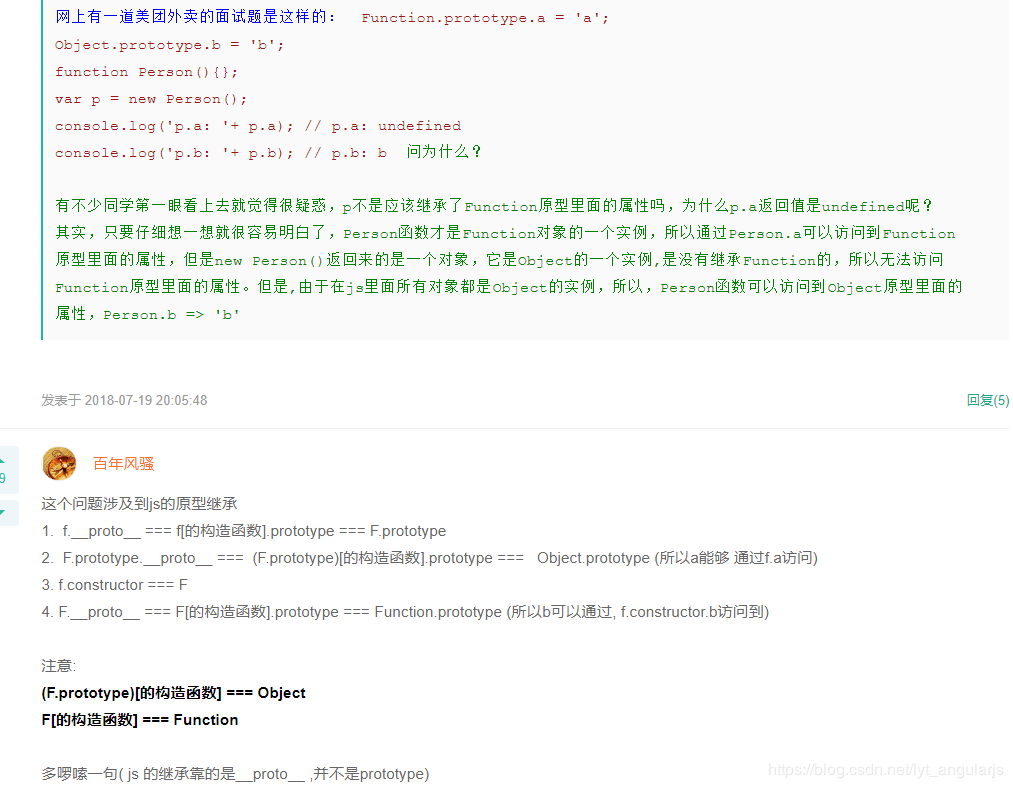 网上有一道美团外卖的面试题是这样的： Function.prototype.a = 'a';
Object.prototype.b = 'b';
function Person(){};
var p = new Person();
console.log('p.a: '+ p.a); // p.a: undefined
console.log('p.b: '+ p.b); // p.b: b 问为什么？
有不少同学第一眼看上去就觉得很疑惑，p不是应该继承了Function原型里面的属性吗，为什么p.a返回值是undefined呢？
其实，只要仔细想一想就很容易明白了，Person函数才是Function对象的一个实例，所以通过Person.a可以访问到Function
原型里面的属性，但是new Person()返回来的是一个对象，它是Object的一个实例,是没有继承Function的，所以无法访问
Function原型里面的属性。但是,由于在js里面所有对象都是Object的实例，所以，Person函数可以访问到Object原型里面的
属性，Person.b => 'b'
发表于 2018-07-19 20:05:48
回复(5)
9
百年风骚
这个问题涉及到js的原型继承
1. f.__proto__ === f[的构造函数].prototype === F.prototype
2. F.prototype.__proto__ === (F.prototype)[的构造函数].prototype === Object.prototype (所以a能够 通过f.a访问)
3. f.constructor === F
4. F.__proto__ === F[的构造函数].prototype === Function.prototype (所以b可以通过, f.constructor.b访问到)
注意:
(F.prototype)[的构造函数] === Object
F[的构造函数] === Function
多啰嗦一句( js 的继承靠的是__proto__ ,并不是prototype)
https://blog.csdn.net/lyt_angularjs